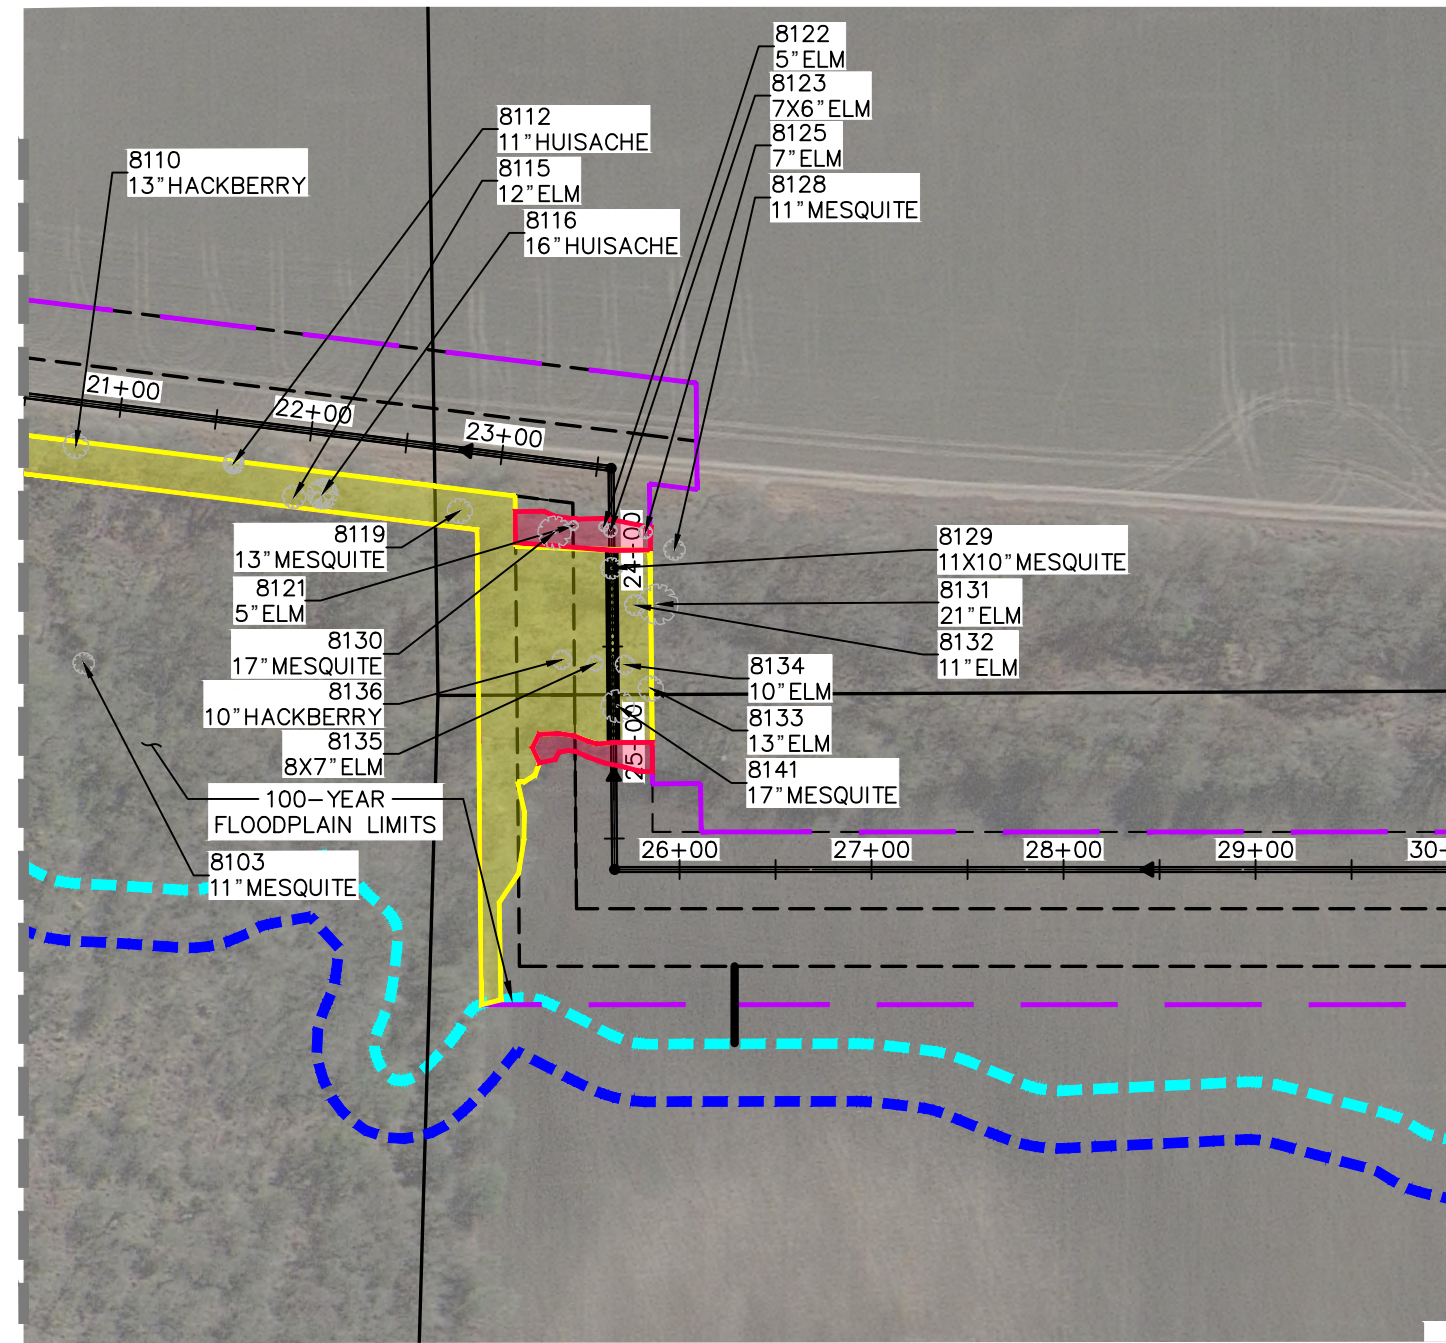 8122
5"ELM
8123
7X6"ELM
8125
7"ELM
8128
11"MESQUITE
8112
11"HUISACHE
8115
12"ELM
8116
16"HUISACHE
8110
13"HACKBERRY
21+00
22+00
23+00
24+00
25+00
8119
13"MESQUITE
8121
5"ELM
8130
17"MESQUITE
8136
10"HACKBERRY
8135
8X7"ELM
8129
11X10"MESQUITE
8131
21"ELM
8132
11"ELM
8134
10"ELM
8133
13"ELM
8141
17"MESQUITE
100-YEAR
FLOODPLAIN LIMITS
8103
11"MESQUITE
26+00
27+00
28+00
29+00
30-